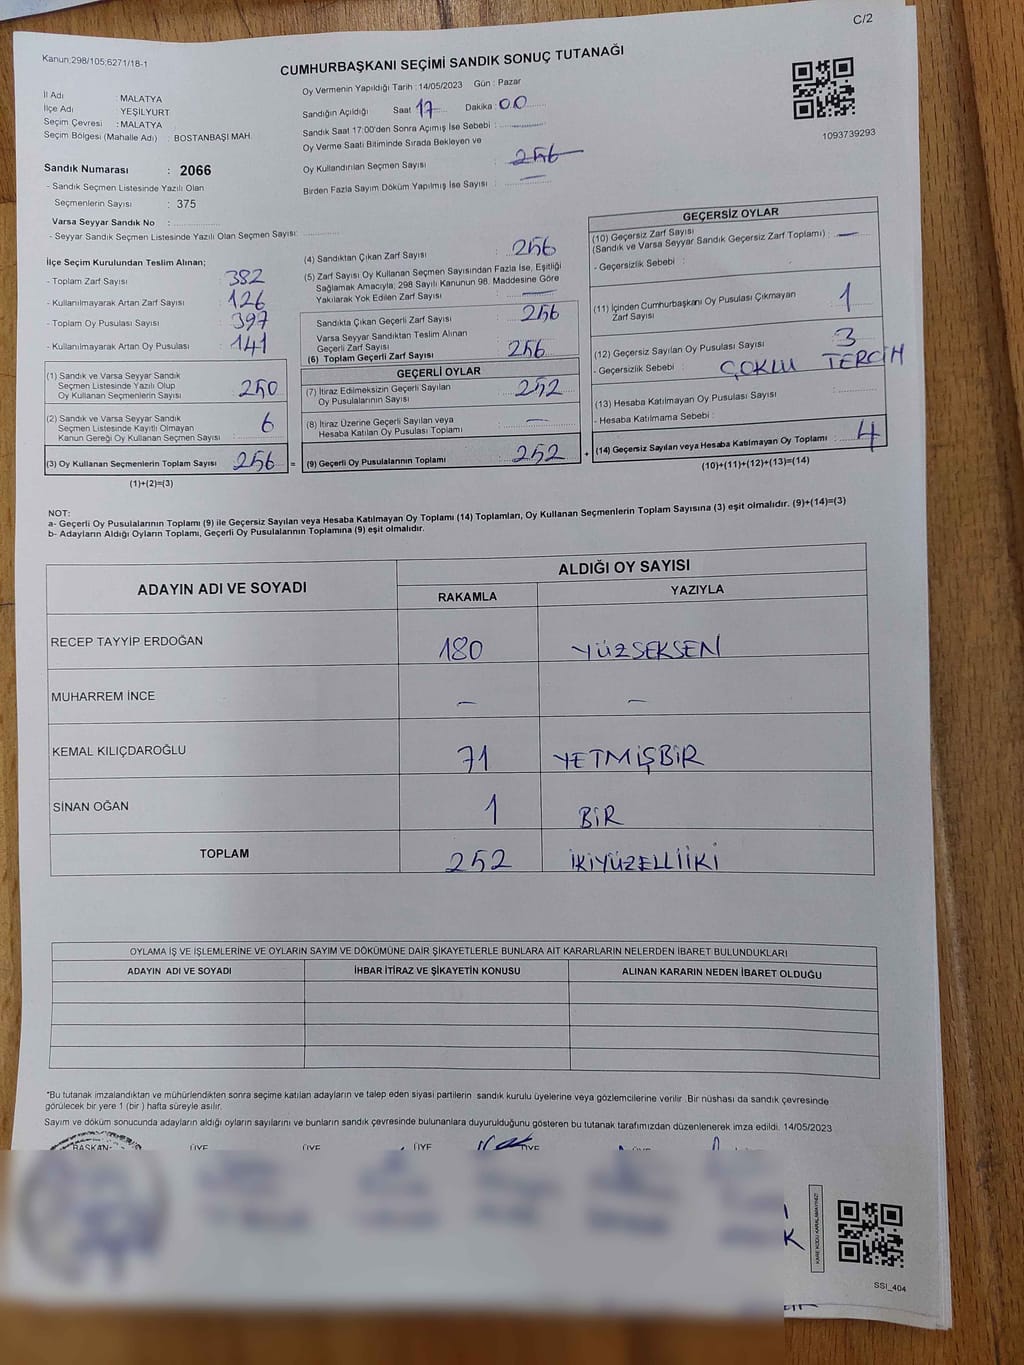 C/2
Kanun:298/105;6271/18-1
CUMHURBAŞKANI SEÇİMİ SANDIK SONUÇ TUTANAĞI
İl Adı : MALATYA
İlçe Adı : YEŞİLYURT
Seçim Çevresi : MALATYA
Seçim Bölgesi (Mahalle Adı) : BOSTANBAŞI MAH.
Oy Vermenin Yapıldığı Tarih : 14/05/2023 Gün : Pazar
Sandığın Açıldığı Saat 17 Dakika : 00
Sandık Saat 17:00'den Sonra Açımış İse Sebebi :
Oy Verme Saati Bitiminde Sırada Bekleyen ve
Oy Kullandırılan Seçmen Sayısı : 256
Birden Fazla Sayım Döküm Yapılmış İse Sayısı :
1093739293
Sandık Numarası : 2066
- Sandık Seçmen Listesinde Yazılı Olan
Seçmenlerin Sayısı : 375
Varsa Seyyar Sandık No :
- Seyyar Sandık Seçmen Listesinde Yazılı Olan Seçmen Sayısı:
İlçe Seçim Kurulundan Teslim Alınan;
- Toplam Zarf Sayısı : 382
- Kullanılmayarak Artan Zarf Sayısı : 126
- Toplam Oy Pusulası Sayısı : 397
- Kullanılmayarak Artan Oy Pusulası : 141
(1) Sandık ve Varsa Seyyar Sandık
Seçmen Listesinde Yazılı Olup
Oy Kullanan Seçmenlerin Sayısı : 250
(2) Sandık ve Varsa Seyyar Sandık
Seçmen Listesinde Kayıtlı Olmayan
Kanun Gereği Oy Kullanan Seçmen Sayısı : 6
(3) Oy Kullanan Seçmenlerin Toplam Sayısı : 256 =
(1)+(2)=(3)
(4) Sandıktan Çıkan Zarf Sayısı : 256
(5) Zarf Sayısı Oy Kullanan Seçmen Sayısından Fazla İse, Eşitliği
Sağlamak Amacıyla; 298 Sayılı Kanunun 98. Maddesine Göre
Yakılarak Yok Edilen Zarf Sayısı : —
Sandıkta Çıkan Geçerli Zarf Sayısı : 256
Varsa Seyyar Sandıktan Teslim Alınan
Geçerli Zarf Sayısı :
(6) Toplam Geçerli Zarf Sayısı : 256
GEÇERLİ OYLAR
(7) İtiraz Edilmeksizin Geçerli Sayılan
Oy Pusulalarının Sayısı : 252
(8) İtiraz Üzerine Geçerli Sayılan veya
Hesaba Katılan Oy Pusulası Toplamı : —
(9) Geçerli Oy Pusulalarının Toplamı : 252 +
GEÇERSİZ OYLAR
(10) Geçersiz Zarf Sayısı
(Sandık ve Varsa Seyyar Sandık Geçersiz Zarf Toplamı) : —
- Geçersizlik Sebebi :
(11) İçinden Cumhurbaşkanı Oy Pusulası Çıkmayan
Zarf Sayısı : 1
(12) Geçersiz Sayılan Oy Pusulası Sayısı : 3
- Geçersizlik Sebebi : ÇOKLU TERCİH
(13) Hesaba Katılmayan Oy Pusulası Sayısı :
- Hesaba Katılmama Sebebi :
(14) Geçersiz Sayılan veya Hesaba Katılmayan Oy Toplamı : 4
(10)+(11)+(12)+(13)=(14)
NOT:
a- Geçerli Oy Pusulalarının Toplamı (9) ile Geçersiz Sayılan veya Hesaba Katılmayan Oy Toplamı (14) Toplamları, Oy Kullanan Seçmenlerin Toplam Sayısına (3) eşit olmalıdır. (9)+(14)=(3)
b- Adayların Aldığı Oyların Toplamı, Geçerli Oy Pusulalarının Toplamına (9) eşit olmalıdır.
ADAYIN ADI VE SOYADI ALDIĞI OY SAYISI
RAKAMLA YAZIYLA
RECEP TAYYİP ERDOĞAN 180 YÜZSEKSEN
MUHARREM İNCE — —
KEMAL KILIÇDAROĞLU 71 YETMİŞBİR
SİNAN OĞAN 1 BİR
TOPLAM 252 İKİYÜZELLİİKİ
OYLAMA İŞ VE İŞLEMLERİNE VE OYLARIN SAYIM VE DÖKÜMÜNE DAİR ŞİKAYETLERLE BUNLARA AİT KARARLARIN NELERDEN İBARET BULUNDUKLARI
ADAYIN ADI VE SOYADI İHBAR İTİRAZ VE ŞİKAYETİN KONUSU ALINAN KARARIN NEDEN İBARET OLDUĞU
*Bu tutanak imzalandıktan ve mühürlendikten sonra seçime katılan adayların ve talep eden siyasi partilerin sandık kurulu üyelerine veya gözlemcilerine verilir. Bir nüshası da sandık çevresinde
görülecek bir yere 1 (bir ) hafta süreyle asılır.
Sayım ve döküm sonucunda adayların aldığı oyların sayılarını ve bunların sandık çevresinde bulunanlara duyurulduğunu gösteren bu tutanak tarafımızdan düzenlenerek imza edildi. 14/05/2023
BAŞKAN ÜYE ÜYE ÜYE ÜYE ÜYE
KARE KODU KARALAMAYINIZ!
SSI_404